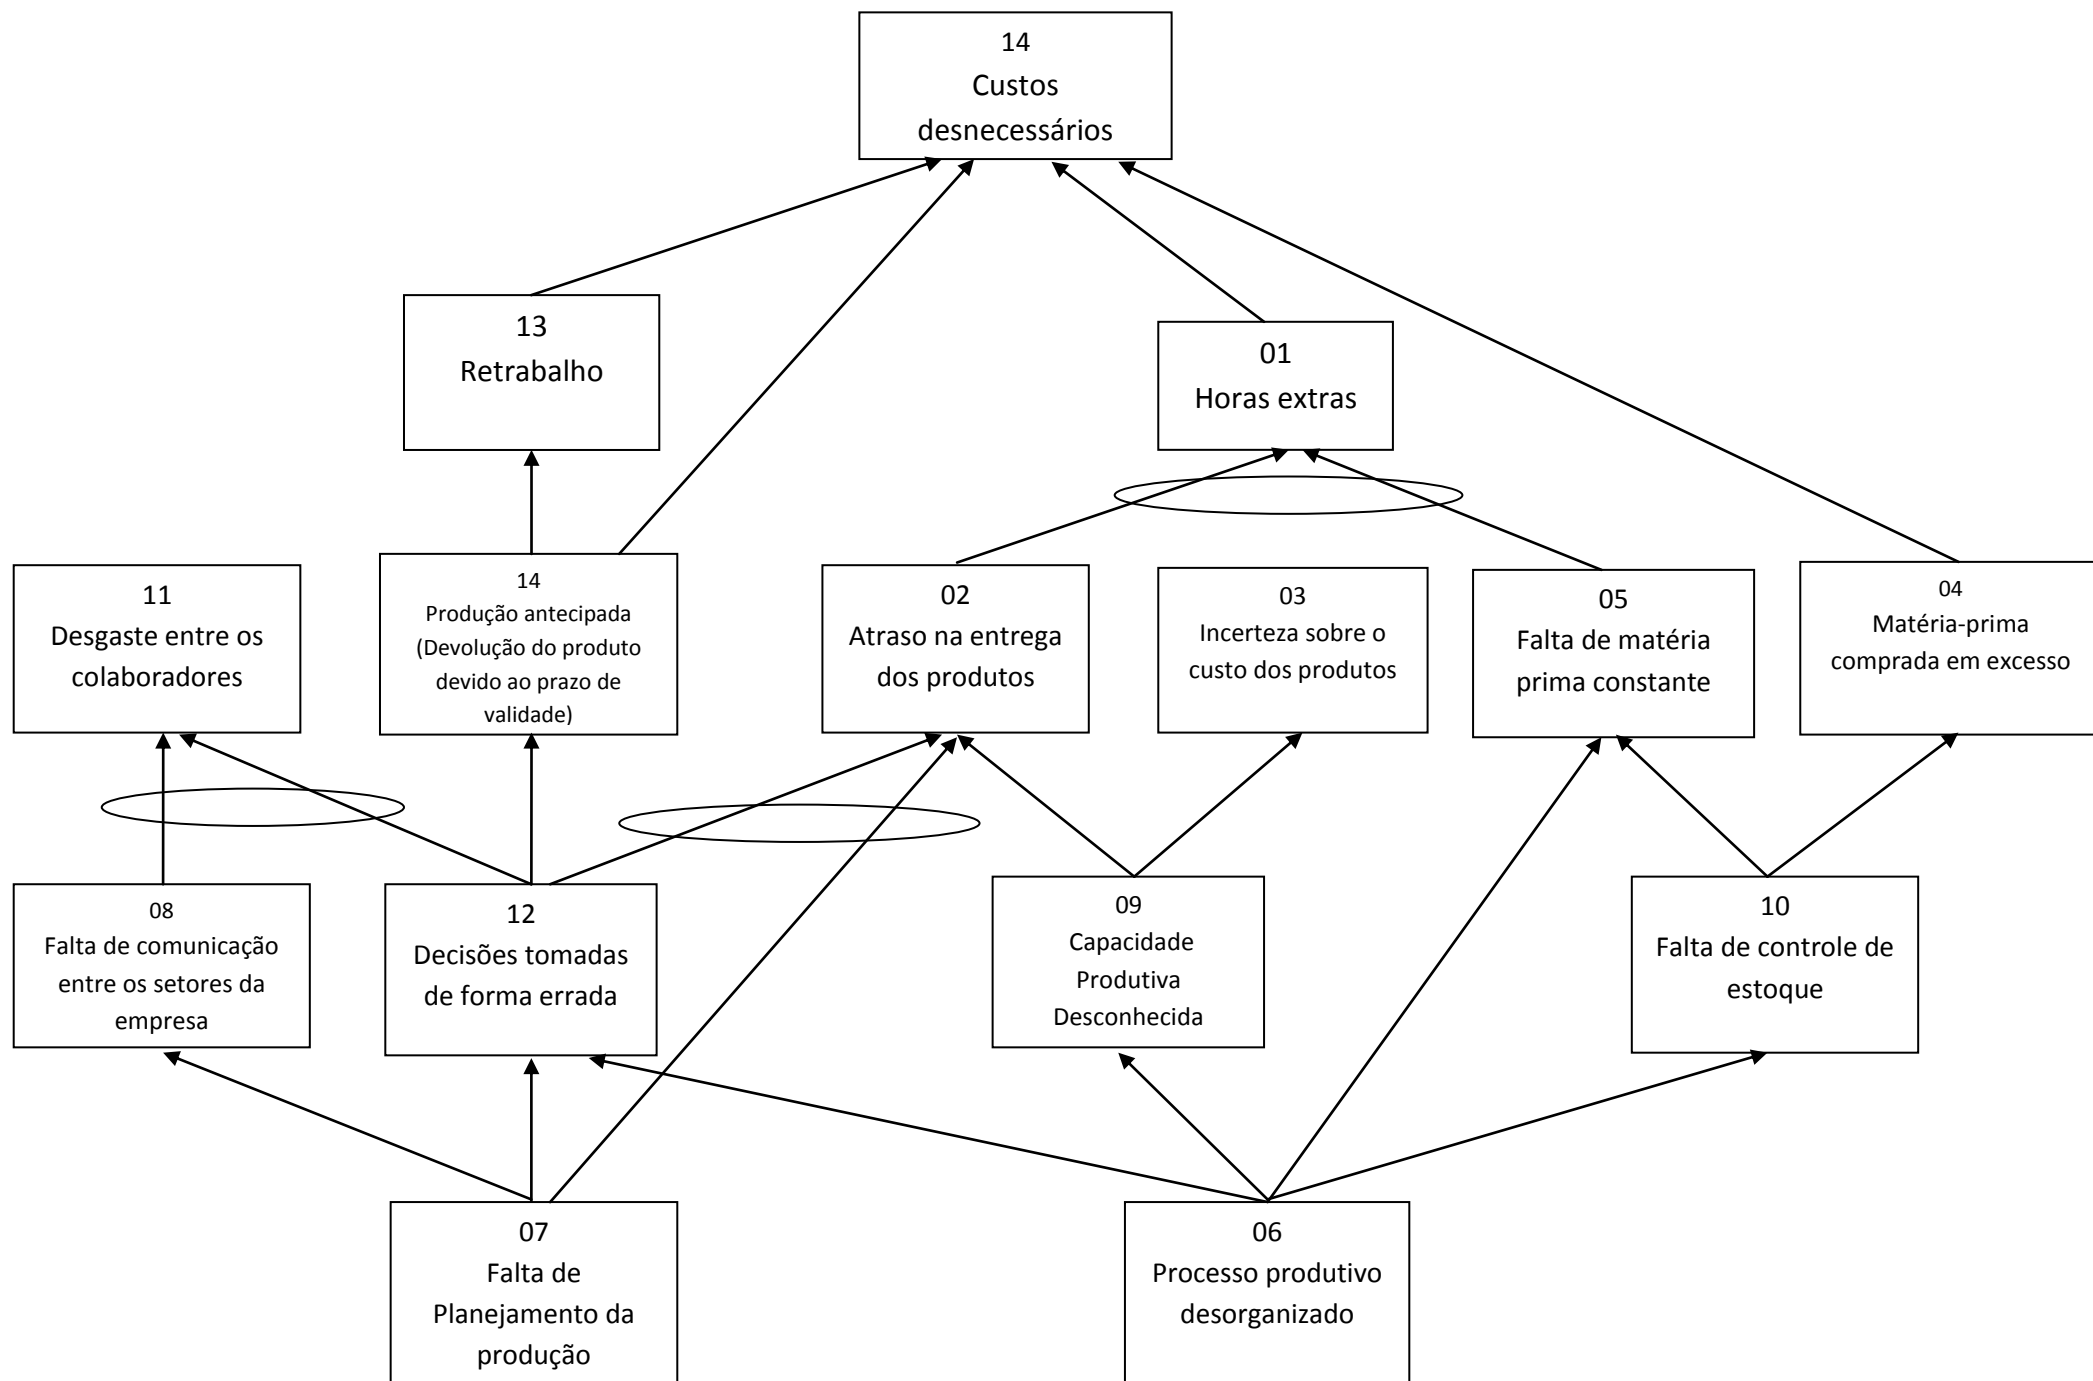 14
Custos
desnecessários
13
Retrabalho
01
Horas extras
11
Desgaste entre os
colaboradores
14
Produção antecipada
(Devolução do produto
devido ao prazo de
validade)
02
Atraso na entrega
dos produtos
03
Incerteza sobre o
custo dos produtos
05
Falta de matéria
prima constante
04
Matéria-prima
comprada em excesso
08
Falta de comunicação
entre os setores da
empresa
12
Decisões tomadas
de forma errada
09
Capacidade
Produtiva
Desconhecida
10
Falta de controle de
estoque
07
Falta de
Planejamento da
produção
06
Processo produtivo
desorganizado